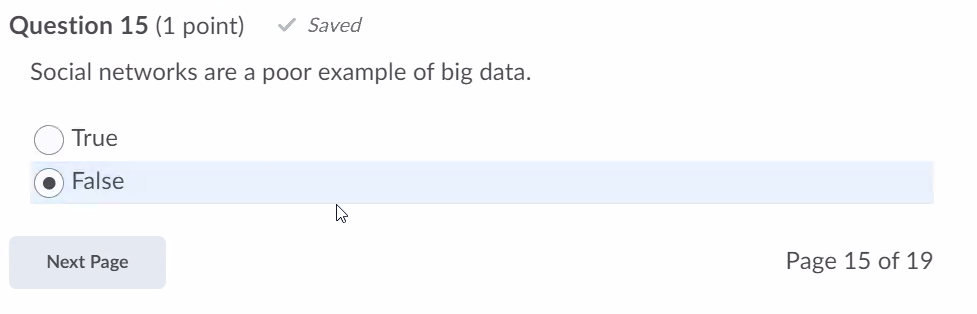 Question 15 (1 point) Saved
Social networks are a poor example of big data.
True
False
Next Page Page 15 of 19